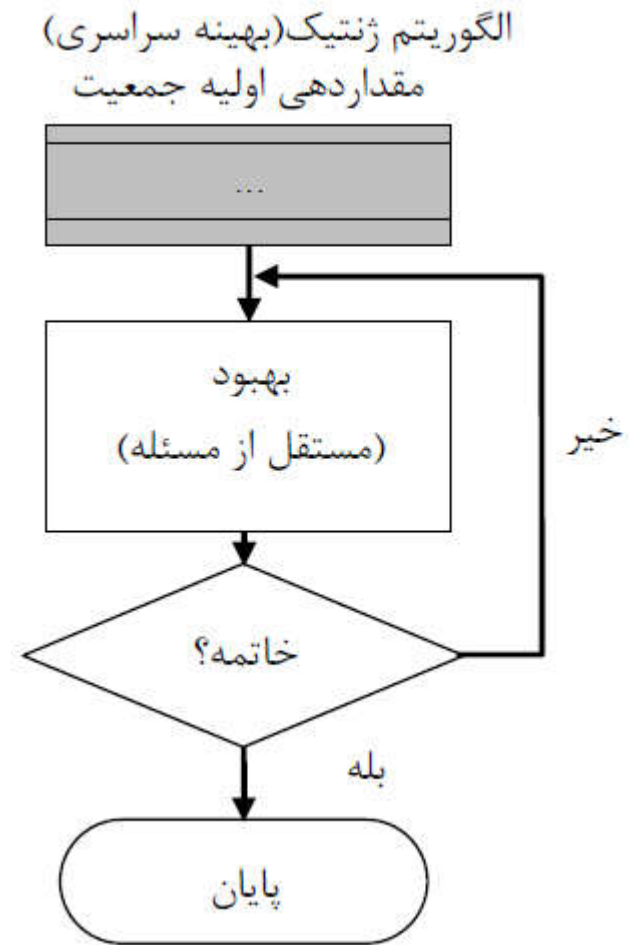 الگوریتم ژنتیک(بهینه سراسری)
مقداردهی اولیه جمعیت
...
بهبود
(مستقل از مسئله)
خیر
خاتمه؟
بله
پایان